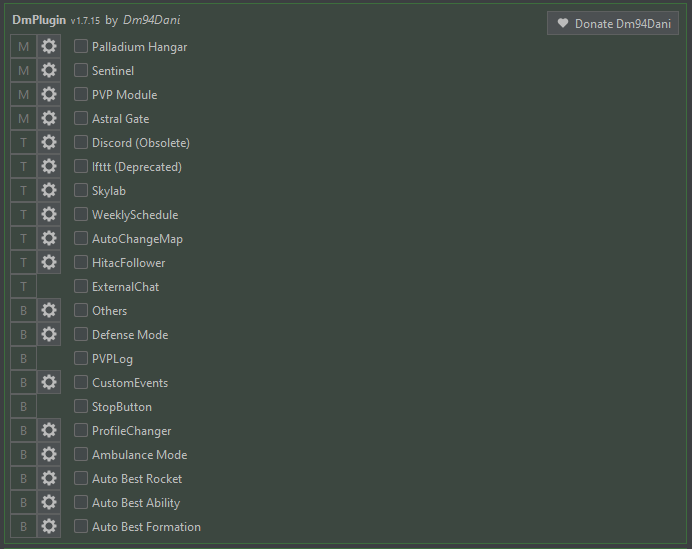 DmPlugin v1.7.15 by Dm94Dani Donate Dm94Dani
M Palladium Hangar
M Sentinel
M PVP Module
M Astral Gate
T Discord (Obsolete)
T Ifttt (Deprecated)
T Skylab
T WeeklySchedule
T AutoChangeMap
T HitacFollower
T ExternalChat
B Others
B Defense Mode
B PVPLog
B CustomEvents
B StopButton
B ProfileChanger
B Ambulance Mode
B Auto Best Rocket
B Auto Best Ability
B Auto Best Formation